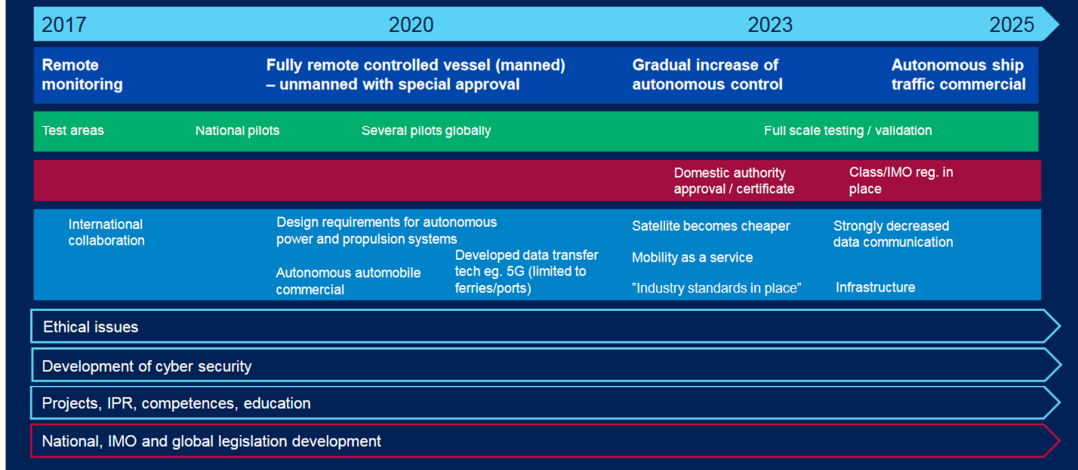 2017 2020 2023 2025
Remote monitoring
Fully remote controlled vessel (manned)
– unmanned with special approval
Gradual increase of
autonomous control
Autonomous ship
traffic commercial
Test areas National pilots Several pilots globally Full scale testing / validation
Domestic authority
approval / certificate
Class/IMO reg. in
place
International
collaboration
Design requirements for autonomous
power and propulsion systems
Autonomous automobile
commercial
Developed data transfer
tech eg. 5G (limited to
ferries/ports)
Satellite becomes cheaper
Mobility as a service
"Industry standards in place"
Strongly decreased
data communication
Infrastructure
Ethical issues
Development of cyber security
Projects, IPR, competences, education
National, IMO and global legislation development